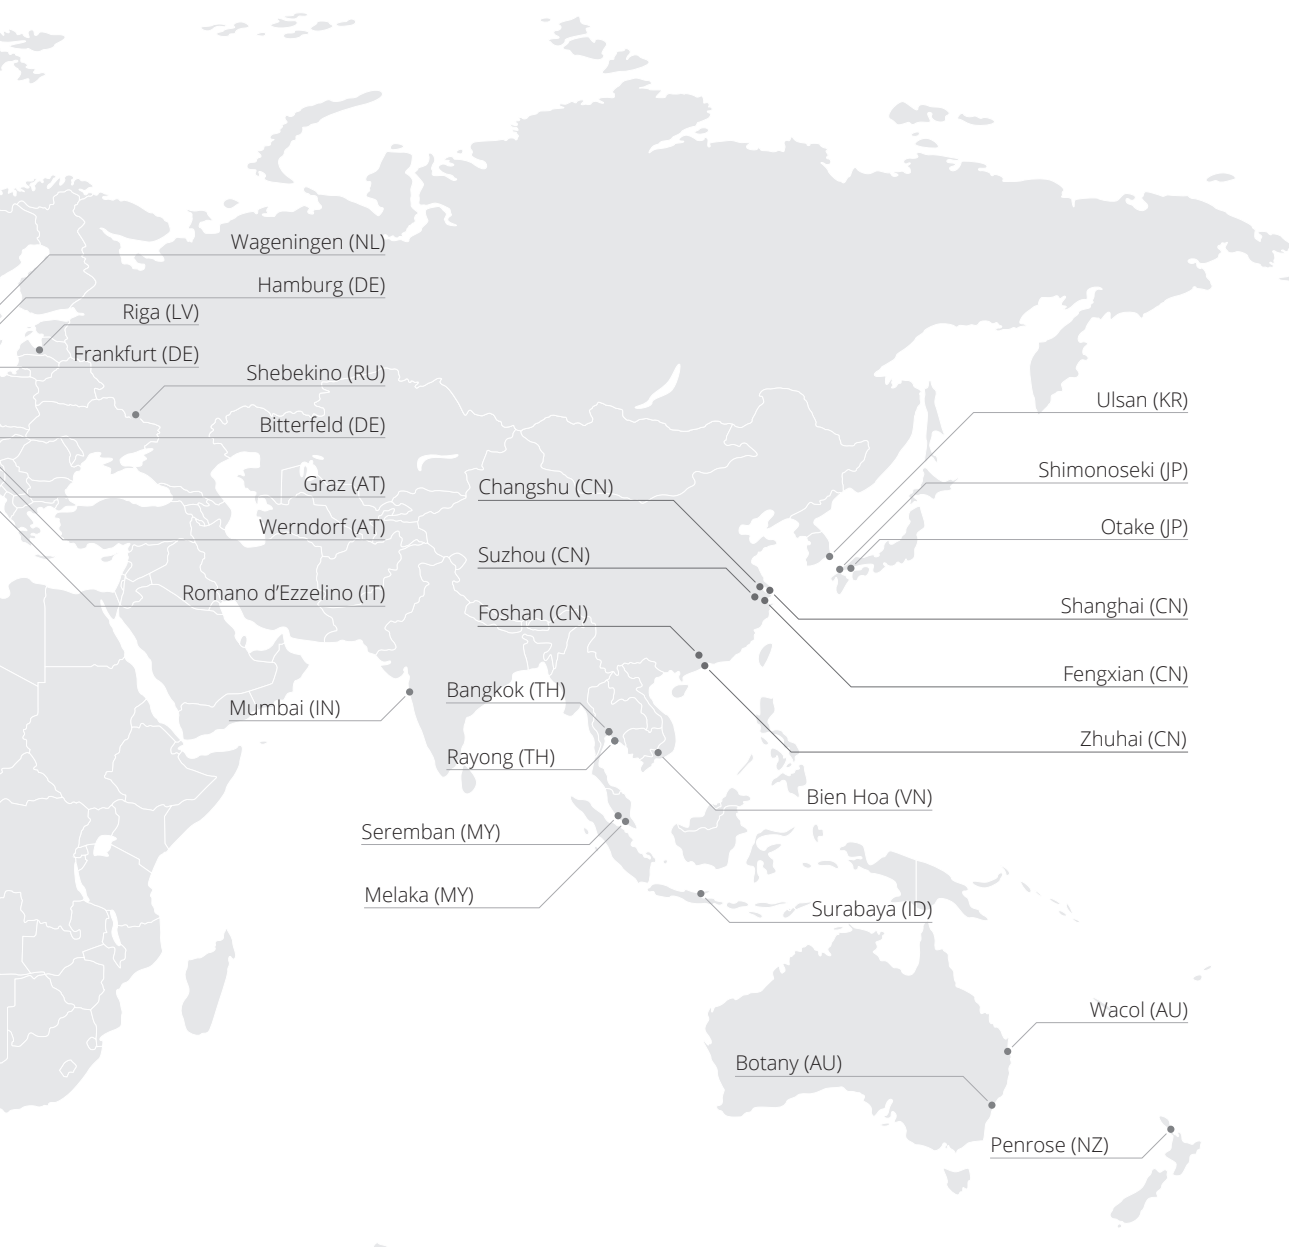 Wageningen (NL)
Hamburg (DE)
Riga (LV)
Frankfurt (DE)
Shebekino (RU)
Ulsan (KR)
Bitterfeld (DE)
Shimonoseki (JP)
Graz (AT)
Changshu (CN)
Werndorf (AT)
Otake (JP)
Suzhou (CN)
Romano d’Ezzelino (IT)
Shanghai (CN)
Foshan (CN)
Fengxian (CN)
Bangkok (TH)
Mumbai (IN)
Zhuhai (CN)
Rayong (TH)
Bien Hoa (VN)
Seremban (MY)
Melaka (MY)
Surabaya (ID)
Wacol (AU)
Botany (AU)
Penrose (NZ)